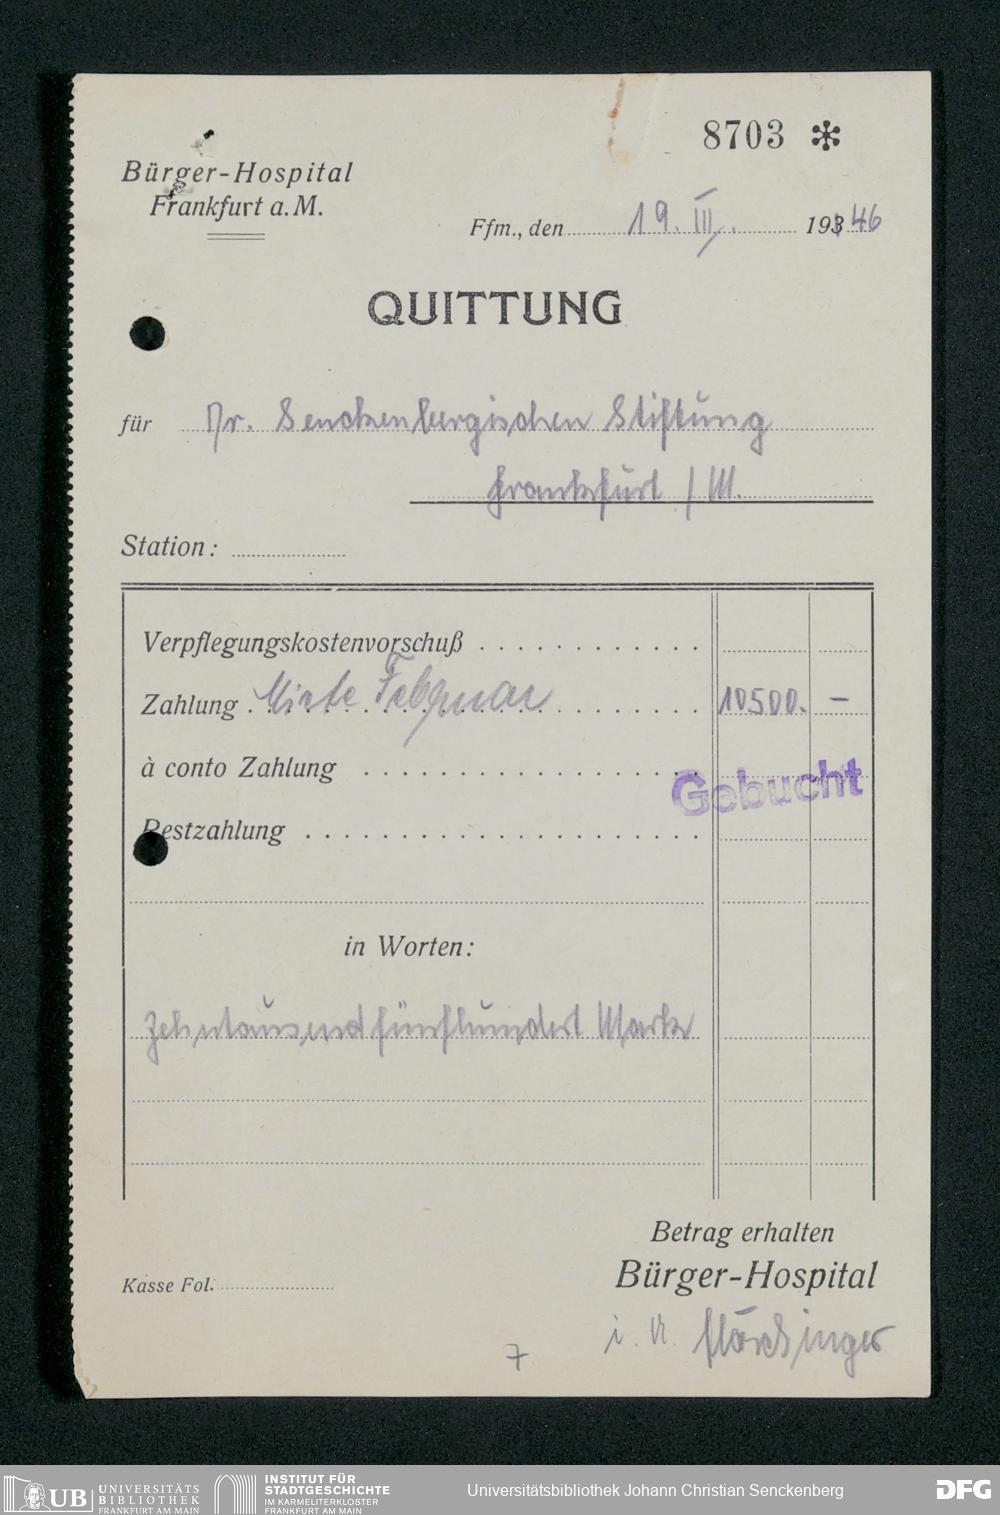 8703 *
Bürger-Hospital
Frankfurt a. M.
Ffm., den 19. III. 193 46
QUITTUNG
für Dr. Senckenbergischen Stiftung
Frankfurt / M.
Station:
Verpflegungskostenvorschuß
Zahlung Miete Februar 10500. –
à conto Zahlung
Gebucht
Restzahlung
in Worten:
Zehntausendfünfhundert Mark
Betrag erhalten
Bürger-Hospital
Kasse Fol.
i. A.
7
UB UNIVERSITÄTS
BIBLIOTHEK
FRANKFURT AM MAIN
INSTITUT FÜR
STADTGESCHICHTE
IM KARMELITERKLOSTER
FRANKFURT AM MAIN
Universitätsbibliothek Johann Christian Senckenberg
DFG